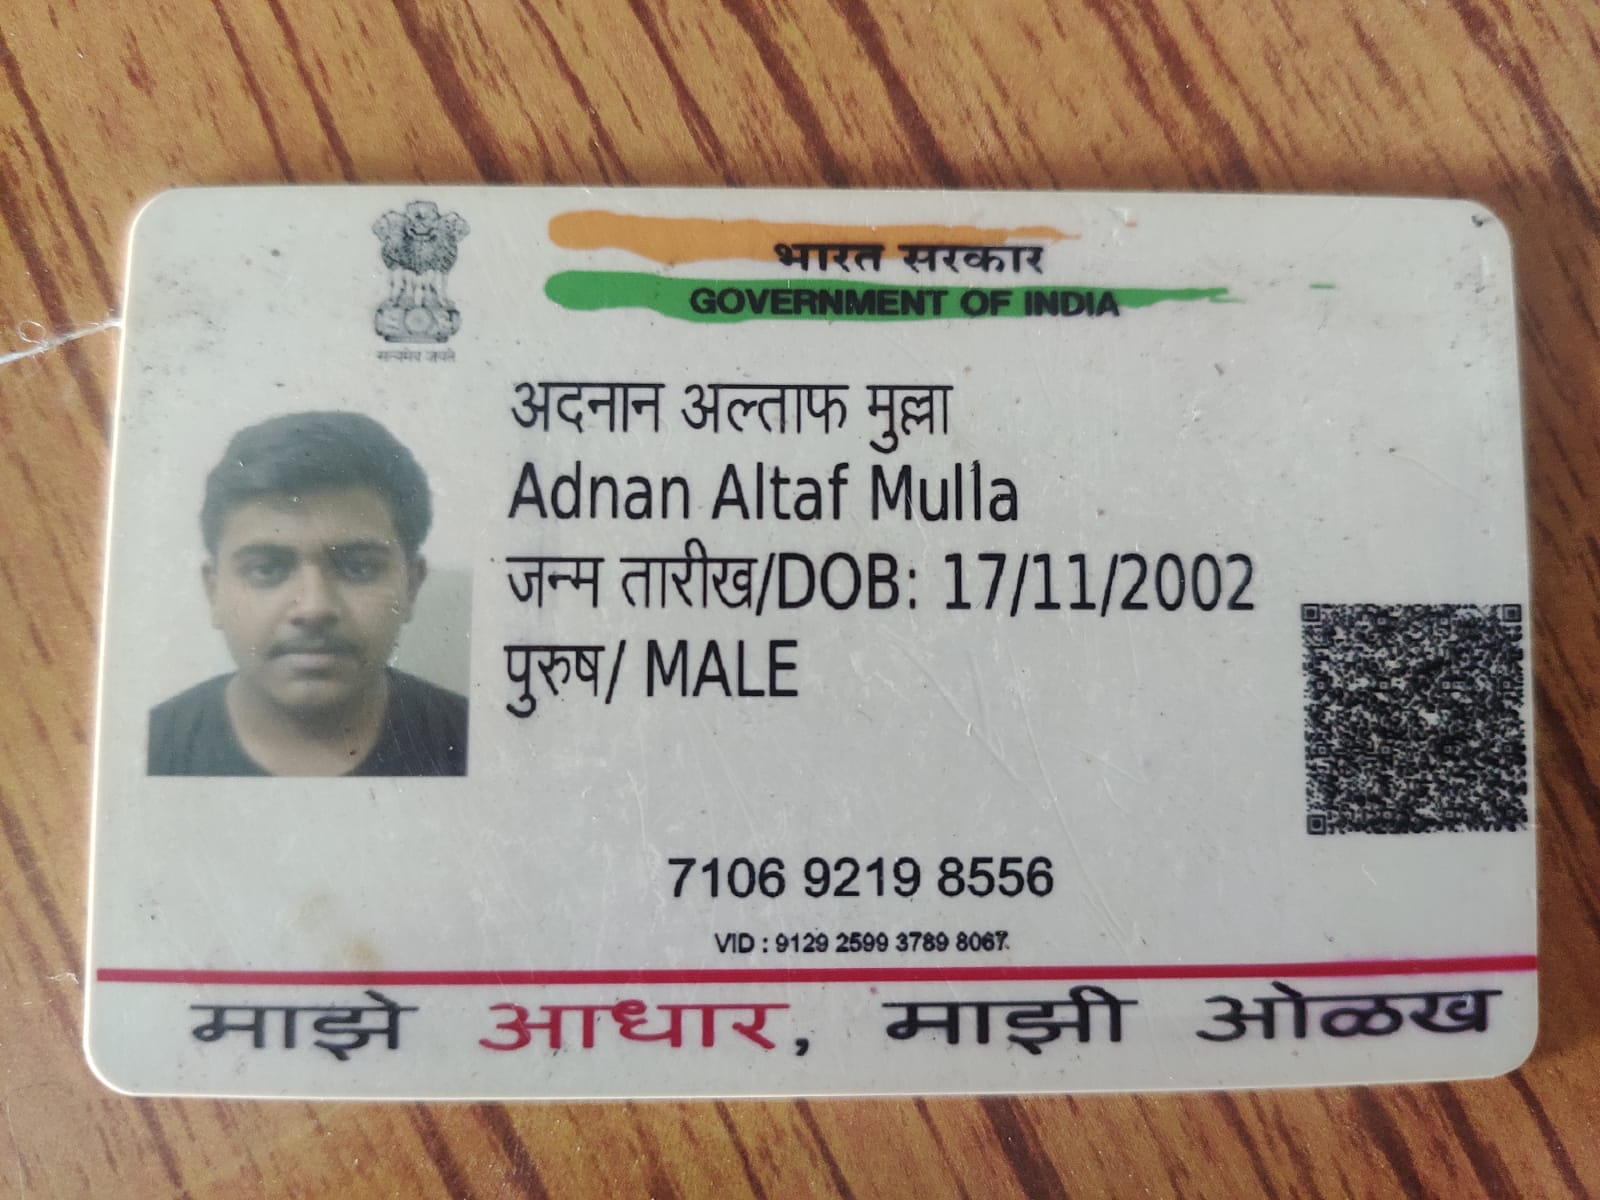 सत्यमेव जयते
भारत सरकार
GOVERNMENT OF INDIA
अदनान अल्ताफ मुल्ला
Adnan Altaf Mulla
जन्म तारीख/DOB: 17/11/2002
पुरुष/ MALE
7106 9219 8556
VID : 9129 2599 3789 8067
माझे आधार, माझी ओळख